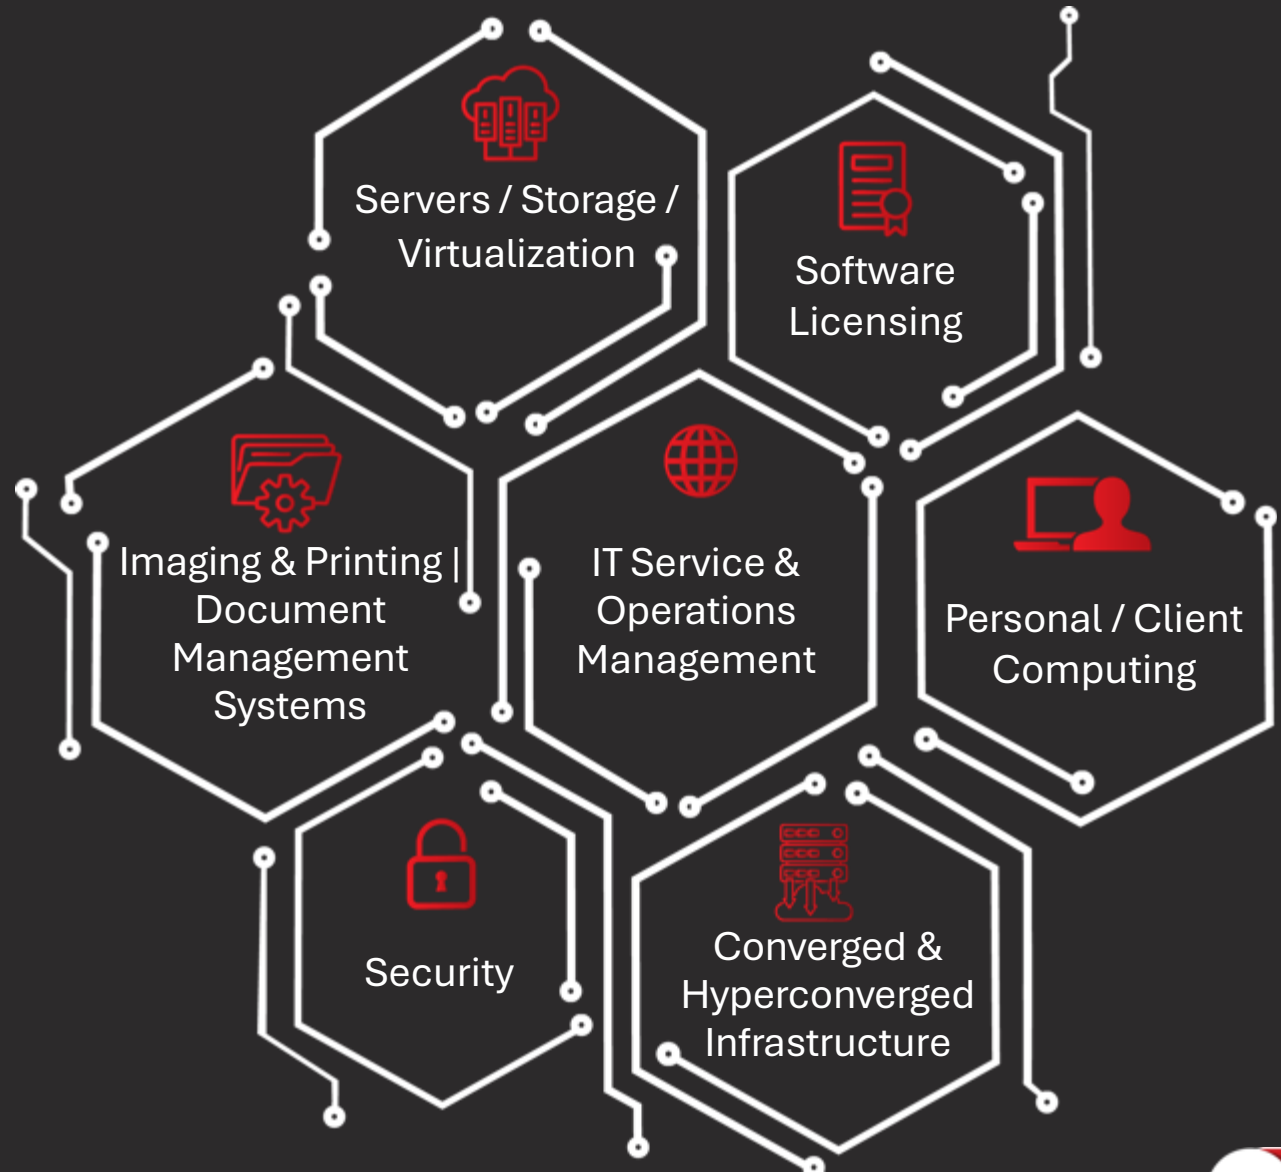 Servers / Storage /
Virtualization
Software
Licensing
Imaging & Printing |
Document
Management
Systems
IT Service &
Operations
Management
Personal / Client
Computing
Security
Converged &
Hyperconverged
Infrastructure